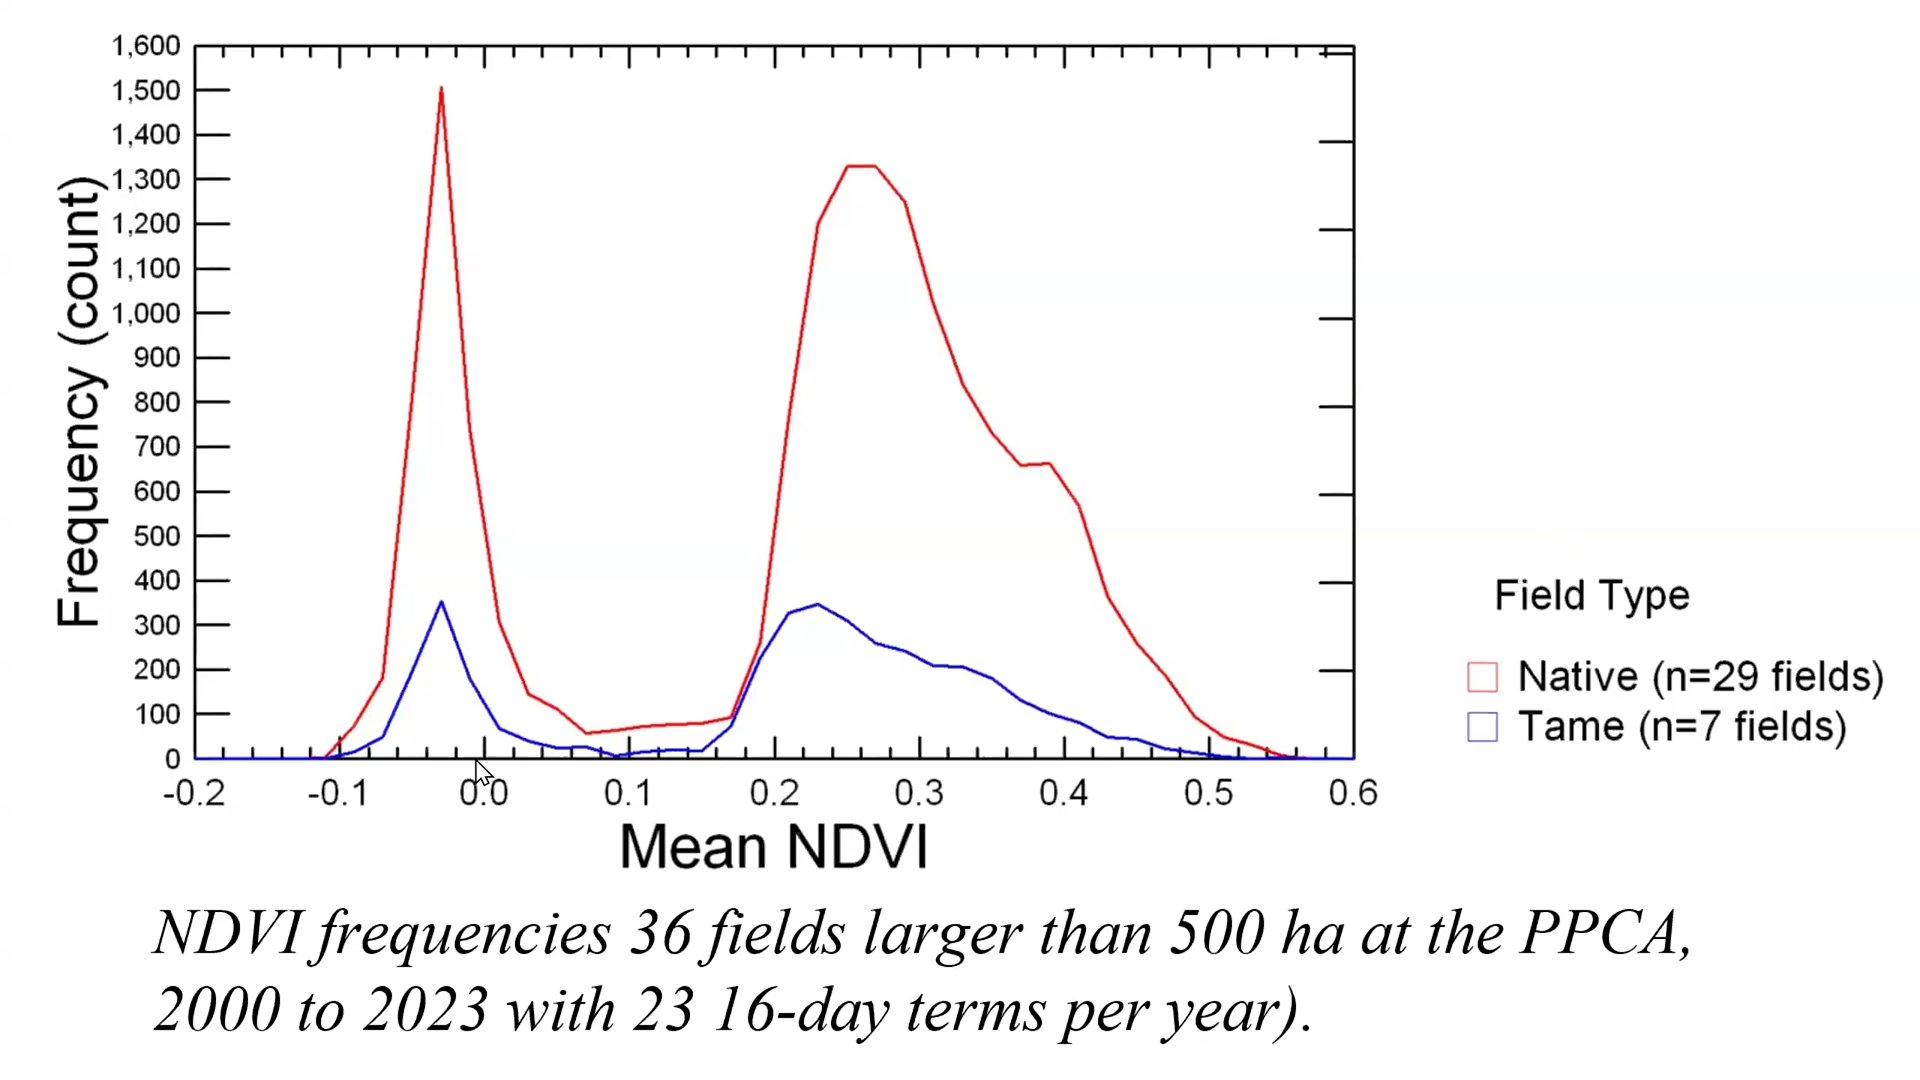 1,600
1,500
1,400
1,300
1,200
1,100
1,000
900
800
700
600
500
400
300
200
100
0
Frequency (count)
-0.2 -0.1 0.0 0.1 0.2 0.3 0.4 0.5 0.6
Mean NDVI
Field Type
Native (n=29 fields)
Tame (n=7 fields)
NDVI frequencies 36 fields larger than 500 ha at the PPCA,
2000 to 2023 with 23 16-day terms per year).